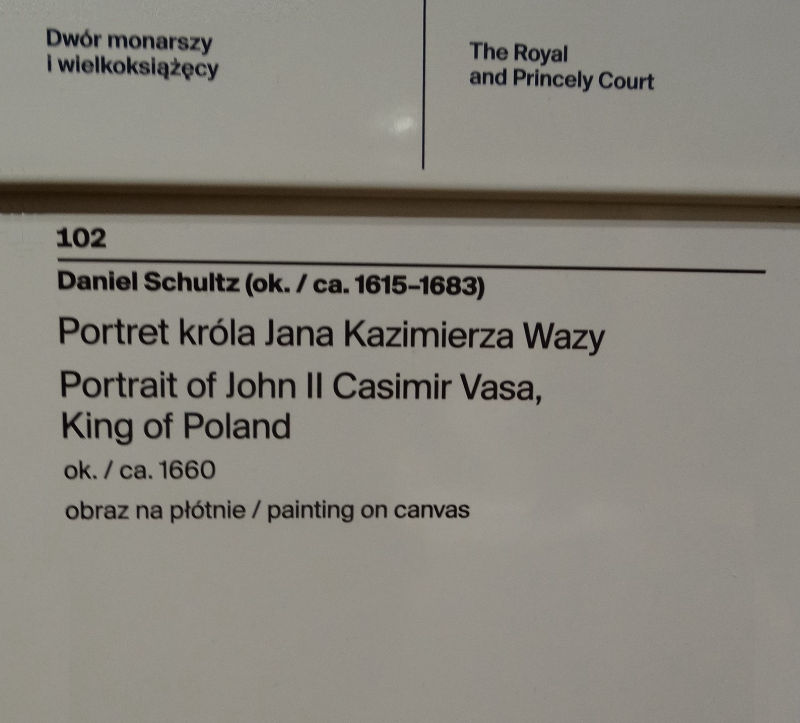 Dwór monarszy
i wielkoksiążęcy
The Royal
and Princely Court
102
Daniel Schultz (ok. / ca. 1615–1683)
Portret króla Jana Kazimierza Wazy
Portrait of John II Casimir Vasa,
King of Poland
ok. / ca. 1660
obraz na płótnie / painting on canvas